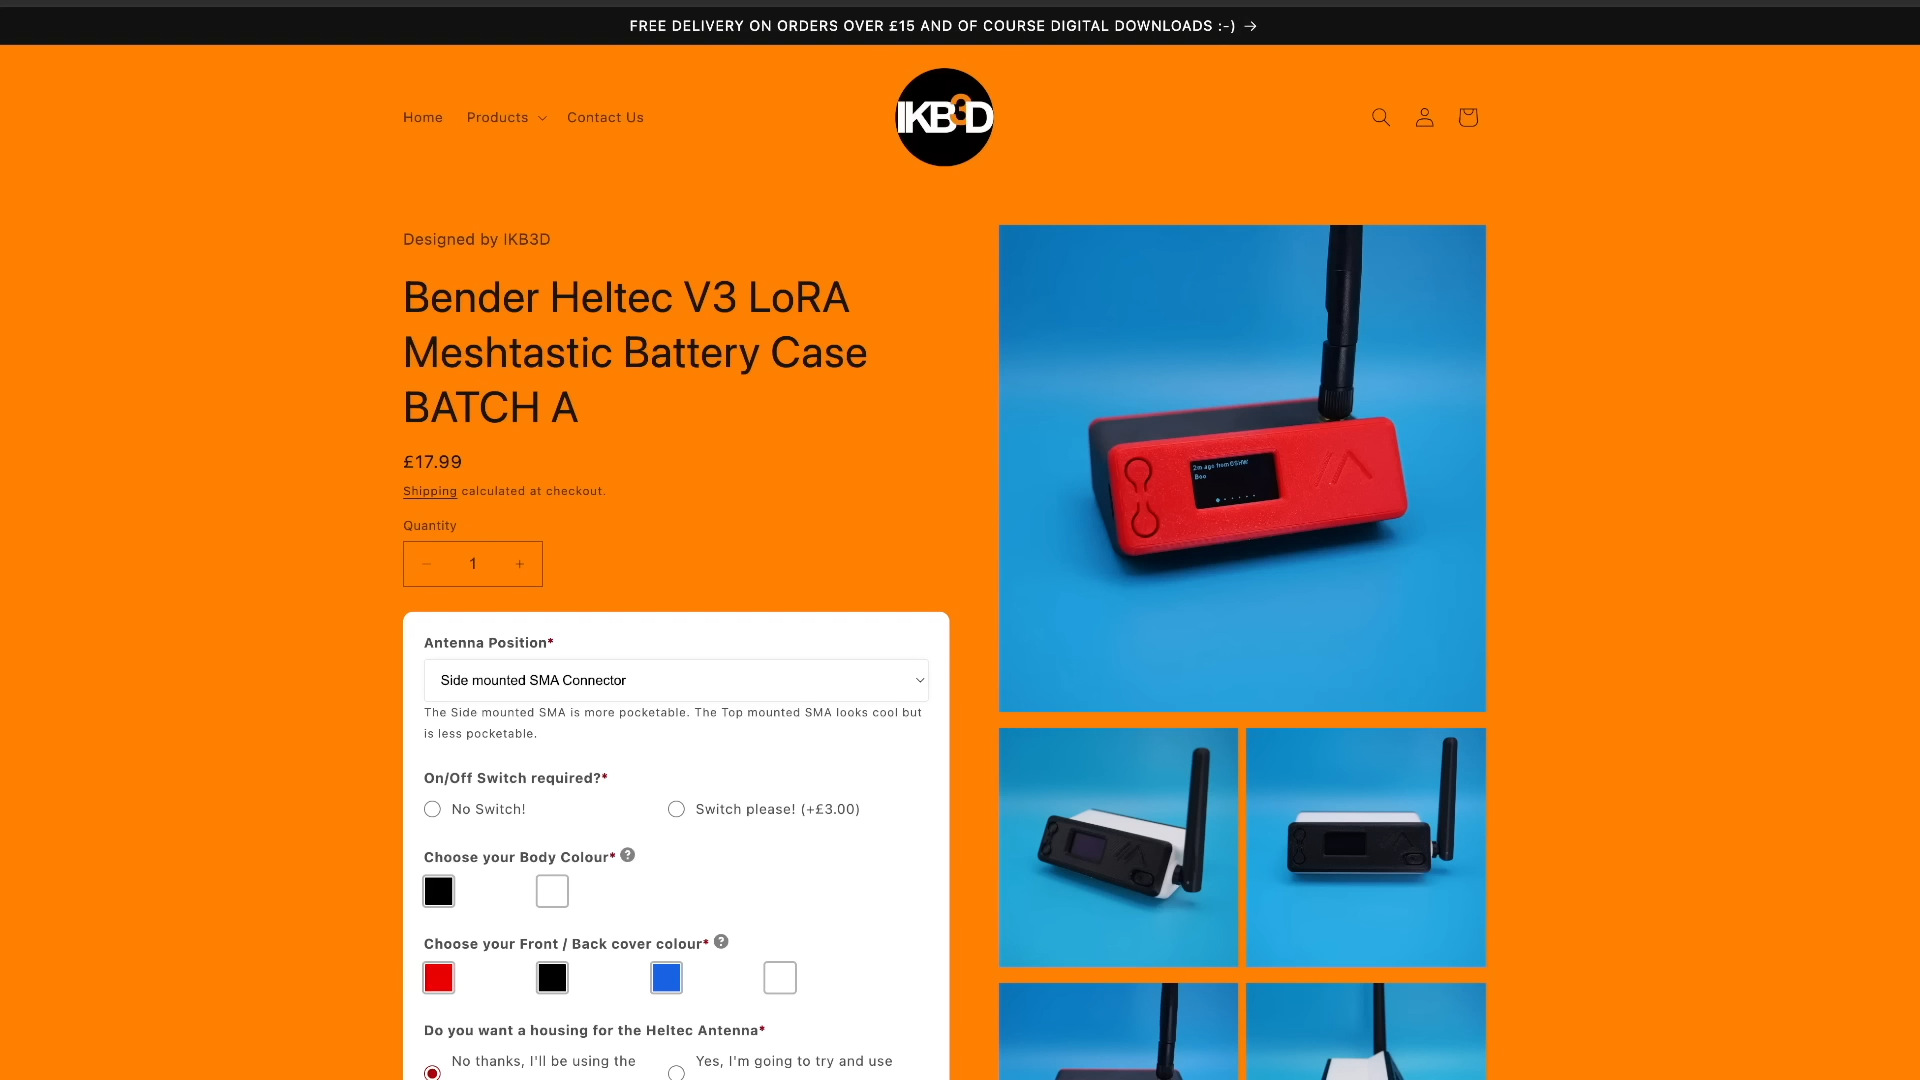 FREE DELIVERY ON ORDERS OVER £15 AND OF COURSE DIGITAL DOWNLOADS :-) →
Home
Products
Contact Us
IKB3D
Designed by IKB3D
Bender Heltec V3 LoRA
Meshtastic Battery Case
BATCH A
£17.99
Shipping calculated at checkout.
Quantity
− 1 +
Antenna Position*
Side mounted SMA Connector
The Side mounted SMA is more pocketable. The Top mounted SMA looks cool but
is less pocketable.
On/Off Switch required?*
No Switch!
Switch please! (+£3.00)
Choose your Body Colour* ?
Choose your Front / Back cover colour* ?
Do you want a housing for the Heltec Antenna*
No thanks, I'll be using the
Yes, I'm going to try and use
2m ago from
Boo